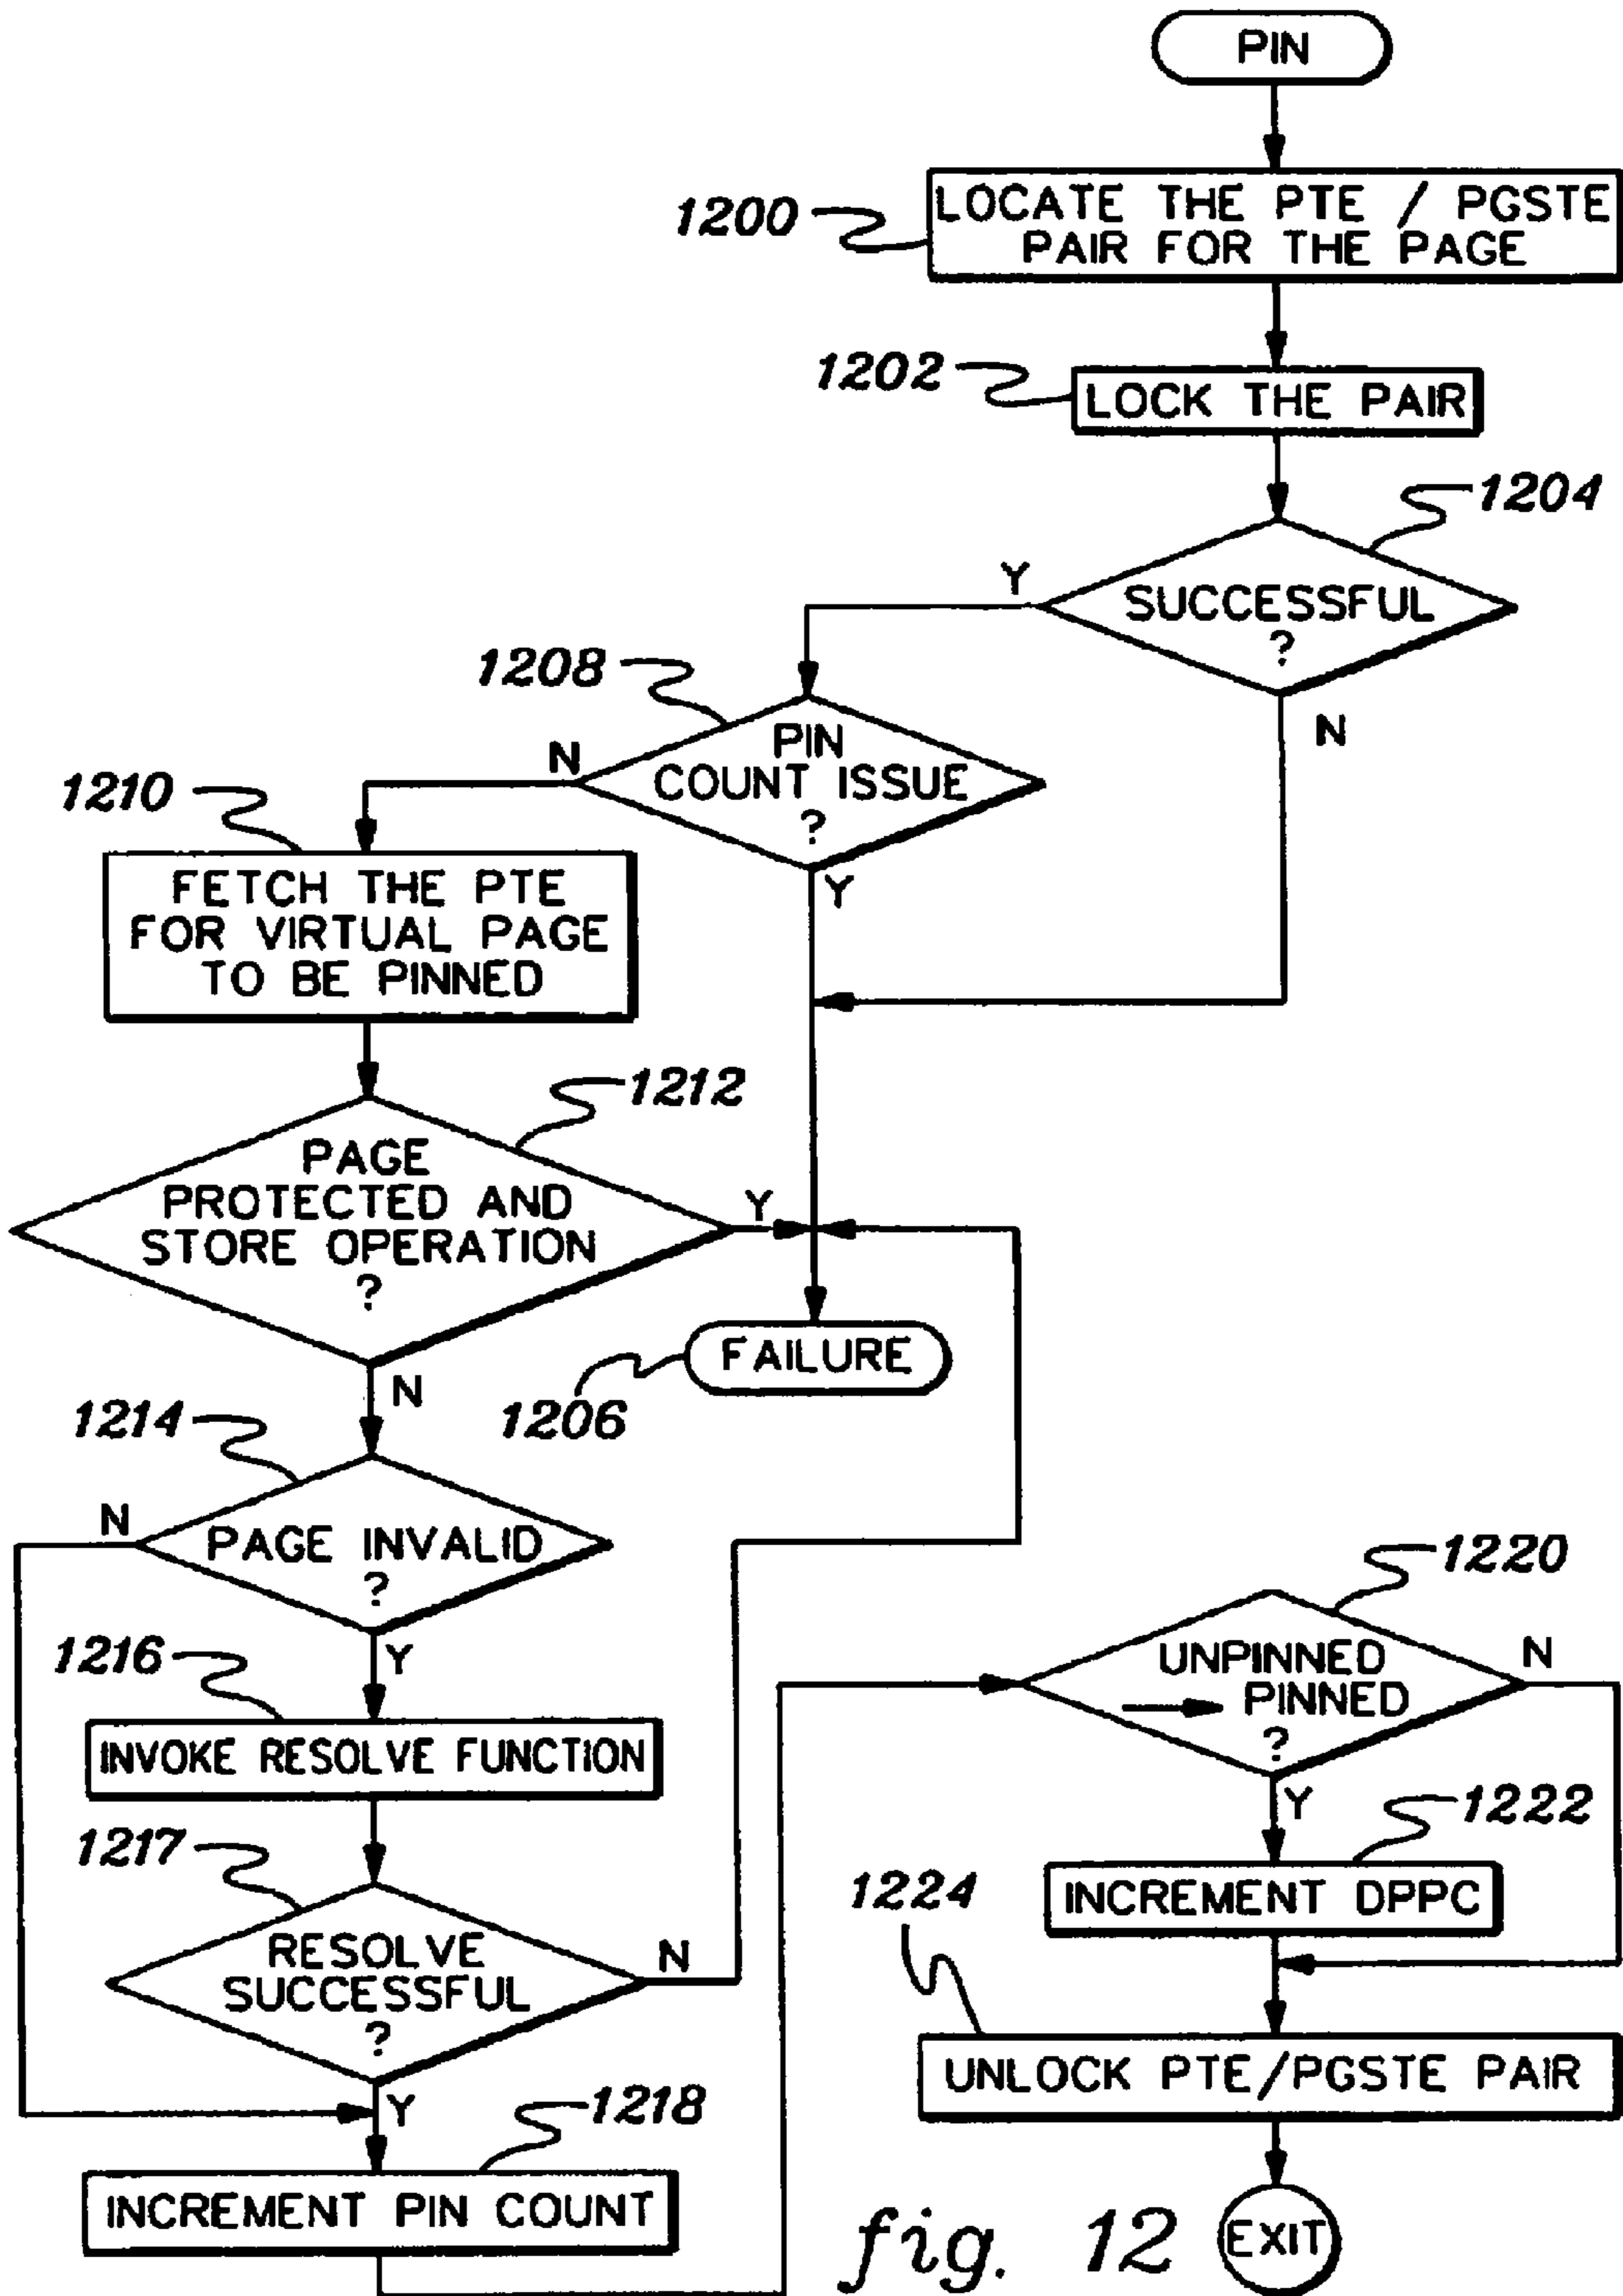 PIN
1200
LOCATE THE PTE / PGSTE
PAIR FOR THE PAGE
1202
LOCK THE PAIR
1204
SUCCESSFUL
?
Y
N
1208
PIN
COUNT ISSUE
?
N
Y
1210
FETCH THE PTE
FOR VIRTUAL PAGE
TO BE PINNED
1212
PAGE
PROTECTED AND
STORE OPERATION
?
Y
N
FAILURE
1206
1214
PAGE INVALID
?
N
Y
1216
INVOKE RESOLVE FUNCTION
1217
RESOLVE
SUCCESSFUL
?
N
Y
1218
INCREMENT PIN COUNT
1220
UNPINNED
PINNED
?
N
Y
1222
INCREMENT DPPC
1224
UNLOCK PTE/PGSTE PAIR
EXIT
fig. 12